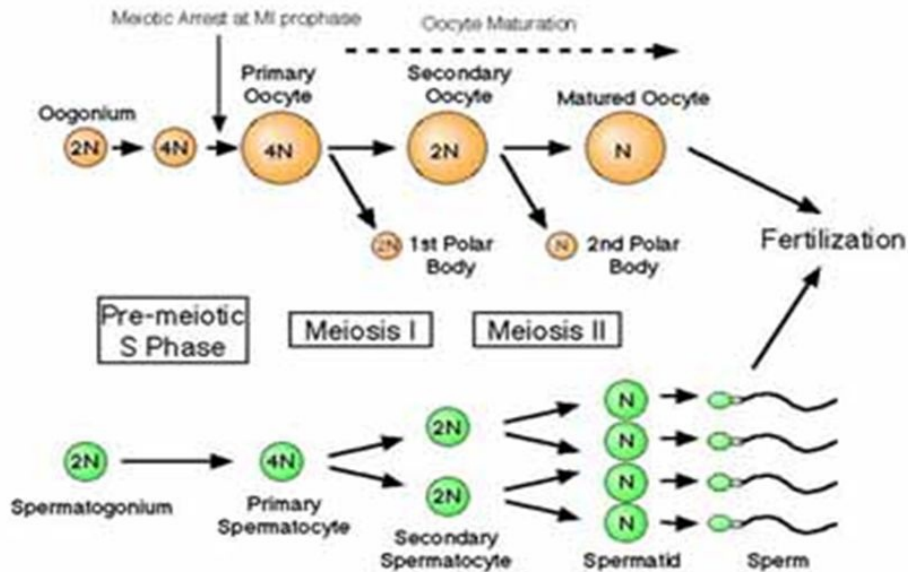 Meiotic Arrest at MI prophase
Oocyte Maturation
Primary
Oocyte
Secondary
Oocyte
Matured Oocyte
Oogonium
2N
4N
4N
2N
N
2N
1st Polar
Body
N
2nd Polar
Body
Fertilization
Pre-meiotic
S Phase
Meiosis I
Meiosis II
2N
4N
2N
2N
N
N
N
N
Spermatogonium
Primary
Spermatocyte
Secondary
Spermatocyte
Spermatid
Sperm